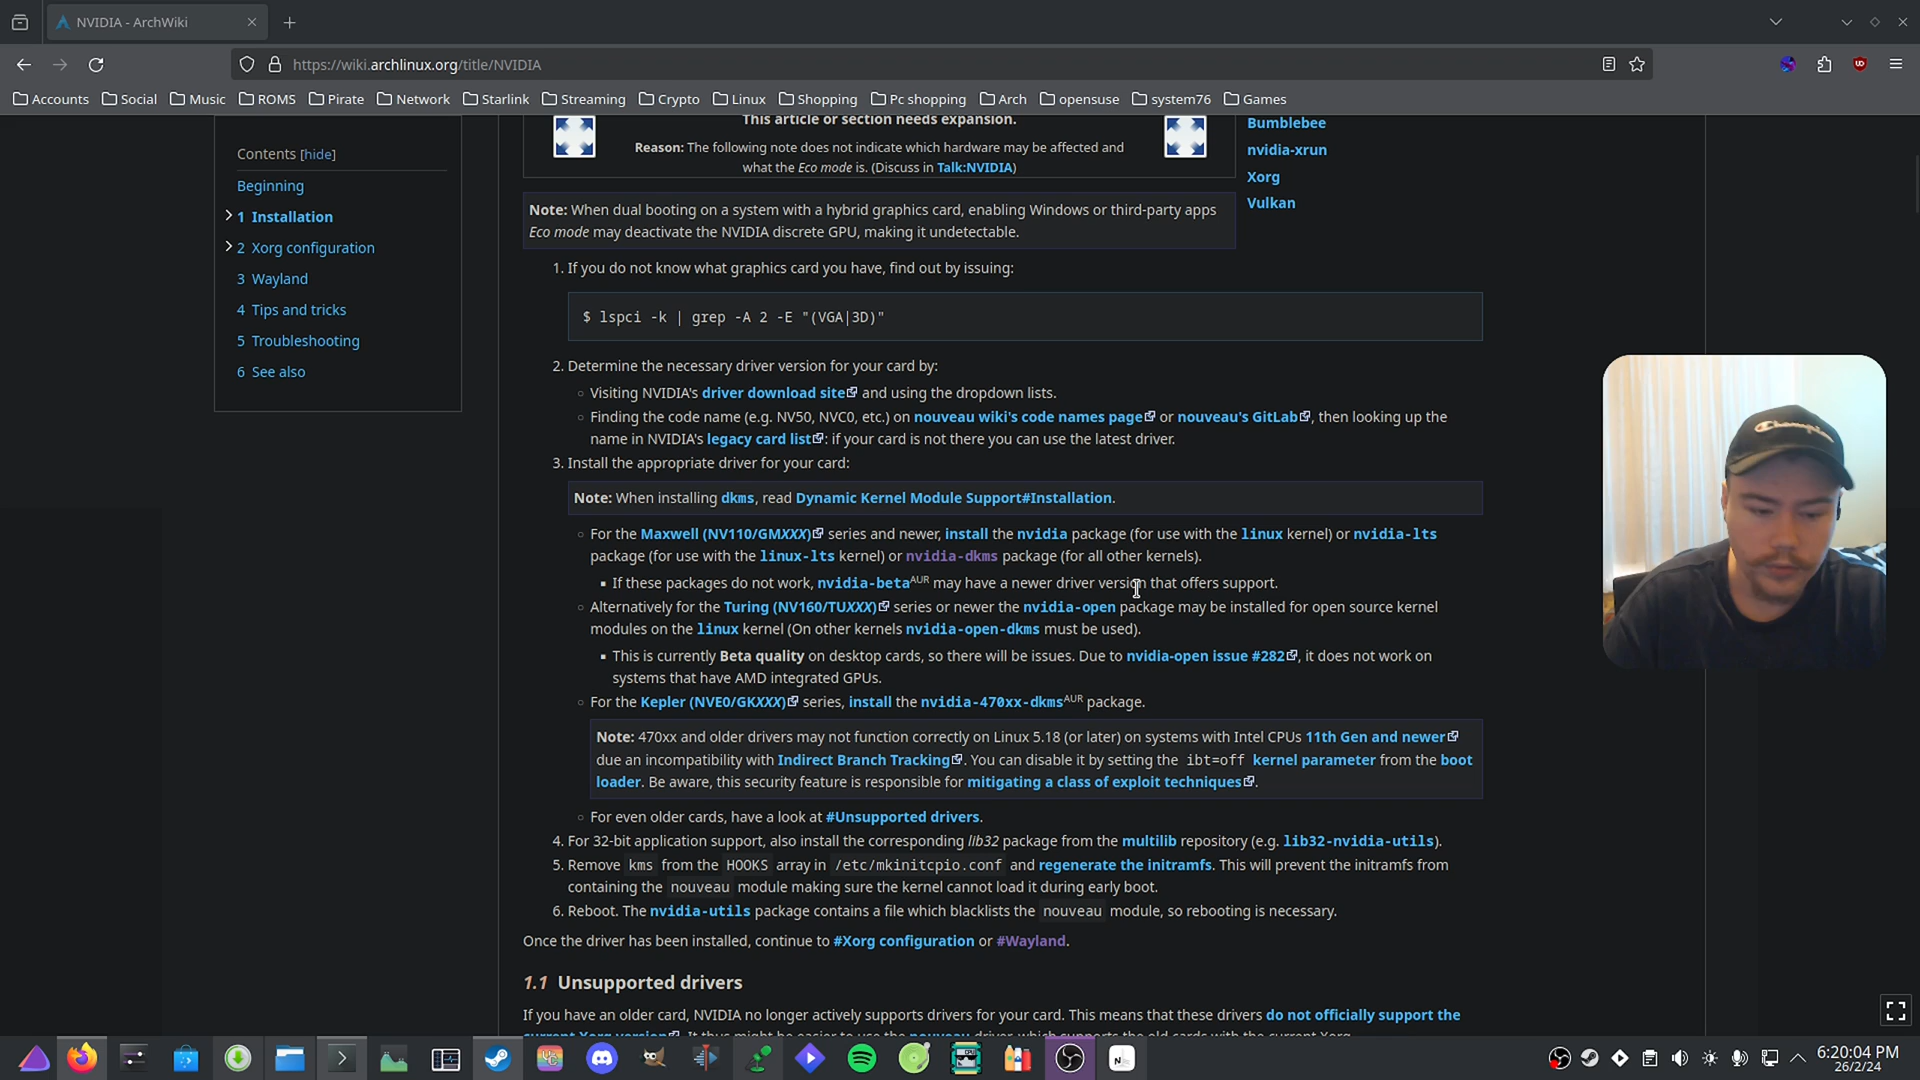 NVIDIA - ArchWiki
https://wiki.archlinux.org/title/NVIDIA
Accounts
Social
Music
ROMS
Pirate
Network
Starlink
Streaming
Crypto
Linux
Shopping
Pc shopping
Arch
opensuse
system76
Games
Contents [hide]
Beginning
1 Installation
2 Xorg configuration
3 Wayland
4 Tips and tricks
5 Troubleshooting
6 See also
This article or section needs expansion.
Reason: The following note does not indicate which hardware may be affected and
what the Eco mode is. (Discuss in Talk:NVIDIA)
Bumblebee
nvidia-xrun
Xorg
Vulkan
Note: When dual booting on a system with a hybrid graphics card, enabling Windows or third-party apps
Eco mode may deactivate the NVIDIA discrete GPU, making it undetectable.
1. If you do not know what graphics card you have, find out by issuing:
$ lspci -k | grep -A 2 -E "(VGA|3D)"
2. Determine the necessary driver version for your card by:
Visiting NVIDIA's driver download site and using the dropdown lists.
Finding the code name (e.g. NV50, NVC0, etc.) on nouveau wiki's code names page or nouveau's GitLab, then looking up the
name in NVIDIA's legacy card list: if your card is not there you can use the latest driver.
3. Install the appropriate driver for your card:
Note: When installing dkms, read Dynamic Kernel Module Support#Installation.
For the Maxwell (NV110/GMXXX) series and newer, install the nvidia package (for use with the linux kernel) or nvidia-lts
package (for use with the linux-lts kernel) or nvidia-dkms package (for all other kernels).
If these packages do not work, nvidia-beta AUR may have a newer driver version that offers support.
Alternatively for the Turing (NV160/TUXXX) series or newer the nvidia-open package may be installed for open source kernel
modules on the linux kernel (On other kernels nvidia-open-dkms must be used).
This is currently Beta quality on desktop cards, so there will be issues. Due to nvidia-open issue #282, it does not work on
systems that have AMD integrated GPUs.
For the Kepler (NVE0/GKXXX) series, install the nvidia-470xx-dkms AUR package.
Note: 470xx and older drivers may not function correctly on Linux 5.18 (or later) on systems with Intel CPUs 11th Gen and newer
due an incompatibility with Indirect Branch Tracking. You can disable it by setting the ibt=off kernel parameter from the boot
loader. Be aware, this security feature is responsible for mitigating a class of exploit techniques.
For even older cards, have a look at #Unsupported drivers.
4. For 32-bit application support, also install the corresponding lib32 package from the multilib repository (e.g. lib32-nvidia-utils).
5. Remove kms from the HOOKS array in /etc/mkinitcpio.conf and regenerate the initramfs. This will prevent the initramfs from
containing the nouveau module making sure the kernel cannot load it during early boot.
6. Reboot. The nvidia-utils package contains a file which blacklists the nouveau module, so rebooting is necessary.
Once the driver has been installed, continue to #Xorg configuration or #Wayland.
1.1 Unsupported drivers
If you have an older card, NVIDIA no longer actively supports drivers for your card. This means that these drivers do not officially support the
current Xorg version. It thus might be easier to use the nouveau driver, which supports the old cards with the current Xorg.
Champion
6:20:04 PM
26/2/24